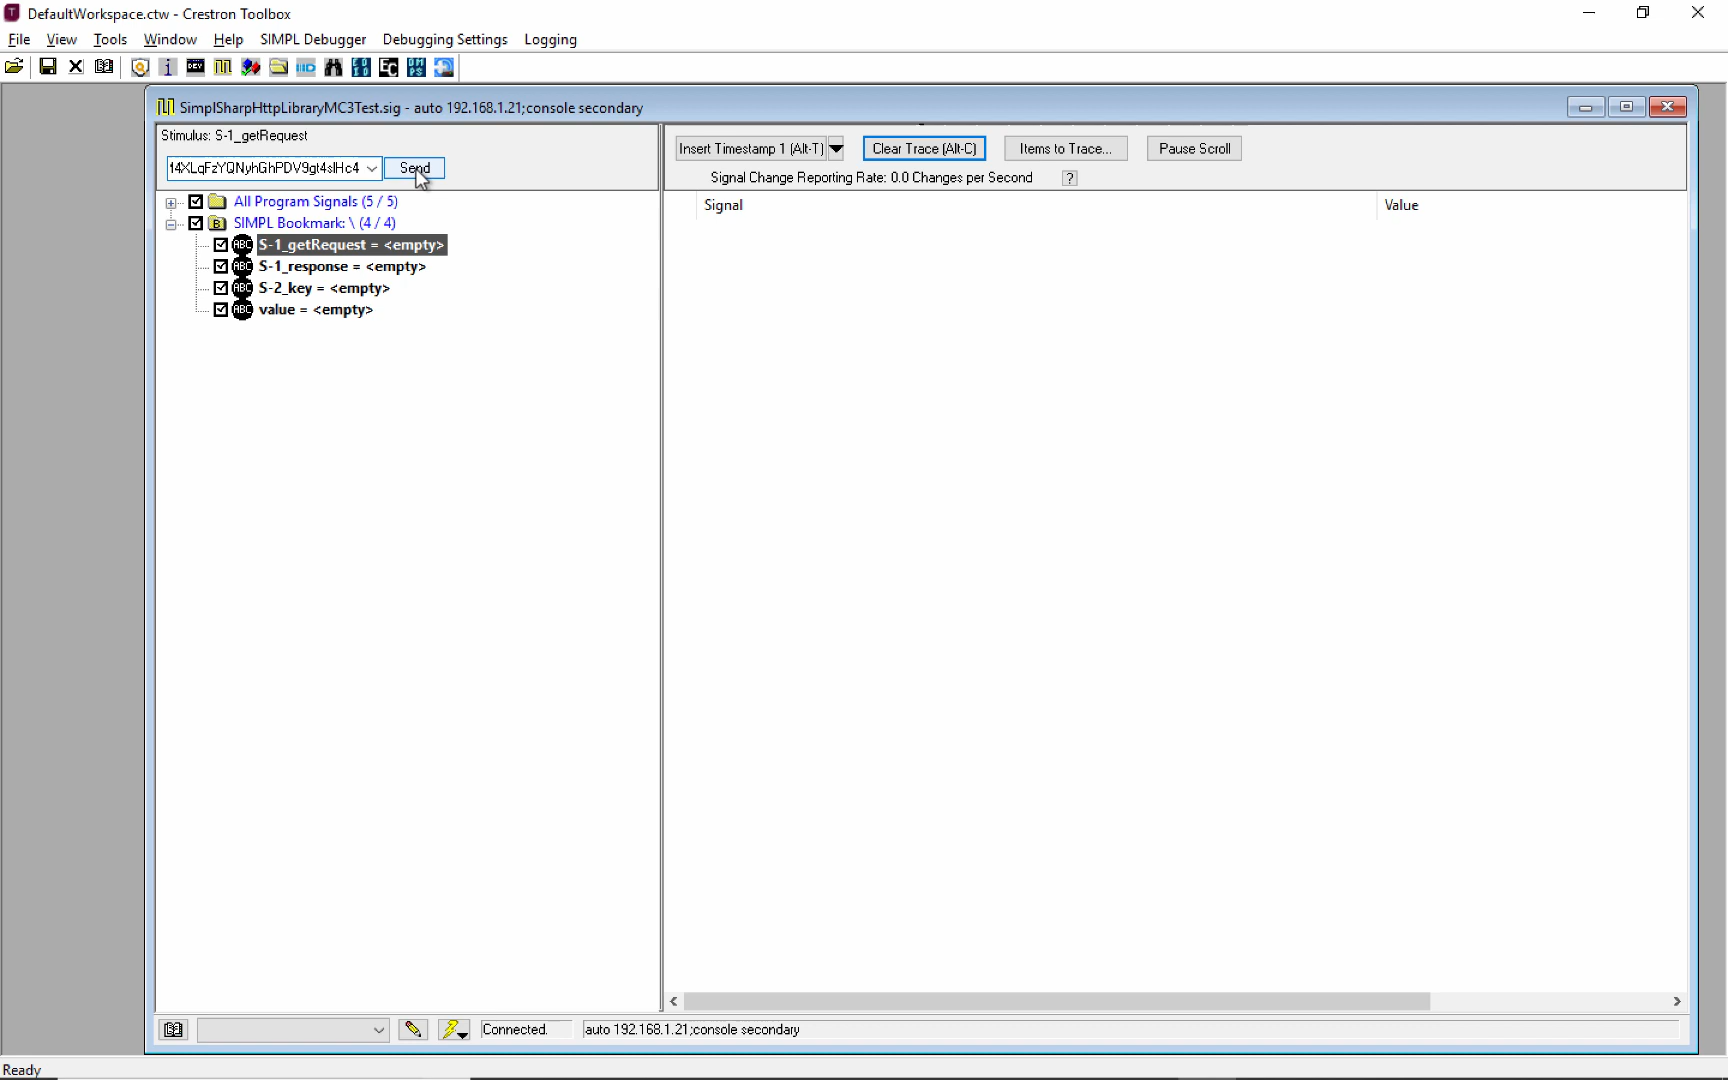 DefaultWorkspace.ctw - Crestron Toolbox
File View Tools Window Help SIMPL Debugger Debugging Settings Logging
SimplSharpHttpLibraryMC3Test.sig - auto 192.168.1.21;console secondary
Stimulus: S-1_getRequest
Send
Insert Timestamp 1 (Alt-T) Clear Trace (Alt-C) Items to Trace... Pause Scroll
Signal Change Reporting Rate: 0.0 Changes per Second ?
All Program Signals (5 / 5)
SIMPL Bookmark: \ (4 / 4)
S-1_getRequest = <empty>
S-1_response = <empty>
S-2_key = <empty>
value = <empty>
Signal Value
Connected. auto 192.168.1.21;console secondary
Ready